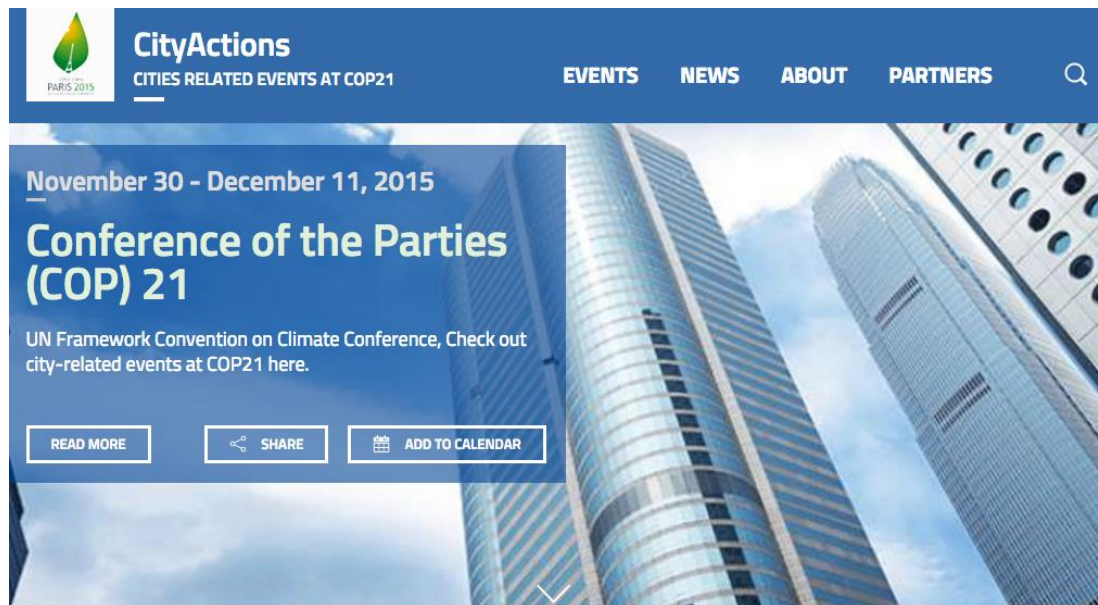 CityActions
CITIES RELATED EVENTS AT COP21
PARIS 2015
EVENTS NEWS ABOUT PARTNERS
November 30 - December 11, 2015
Conference of the Parties
(COP) 21
UN Framework Convention on Climate Conference, Check out
city-related events at COP21 here.
READ MORE
SHARE
ADD TO CALENDAR